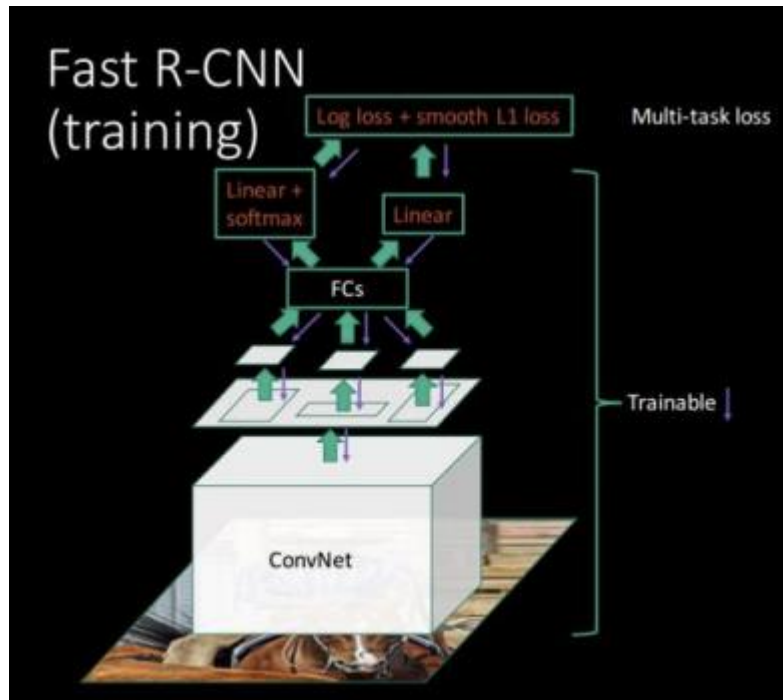 Fast R-CNN
(training)
Log loss + smooth L1 loss
Multi-task loss
Linear +
softmax
Linear
FCs
Trainable
ConvNet